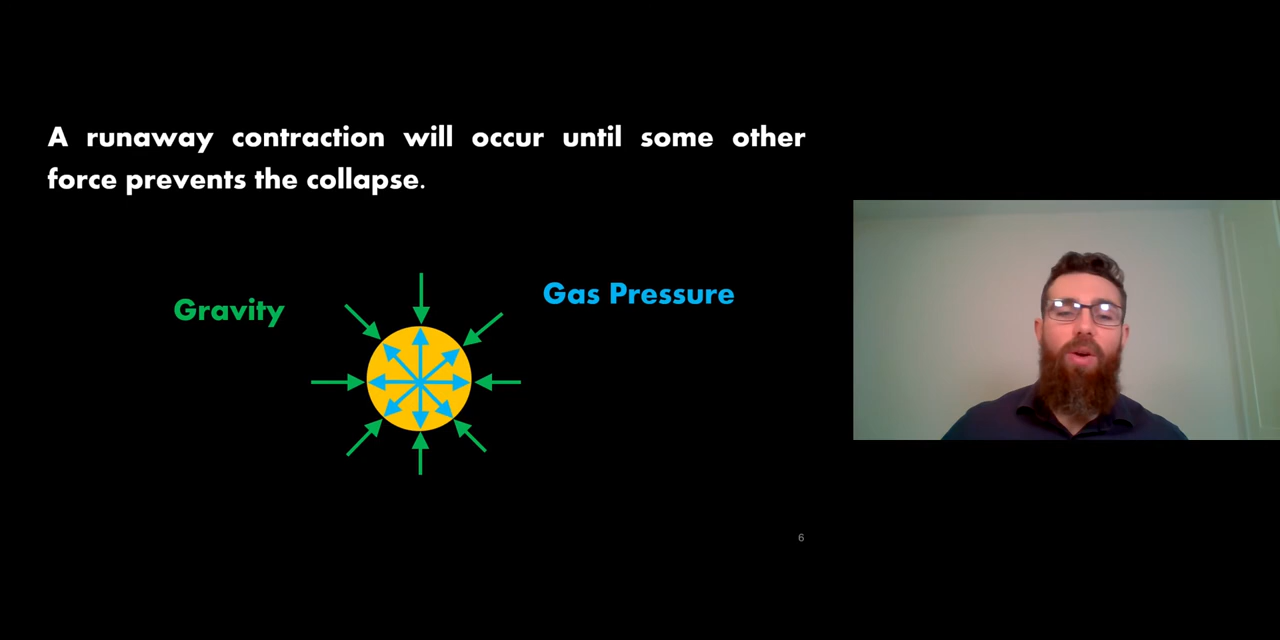 A runaway contraction will occur until some other
force prevents the collapse.
Gravity
Gas Pressure
6